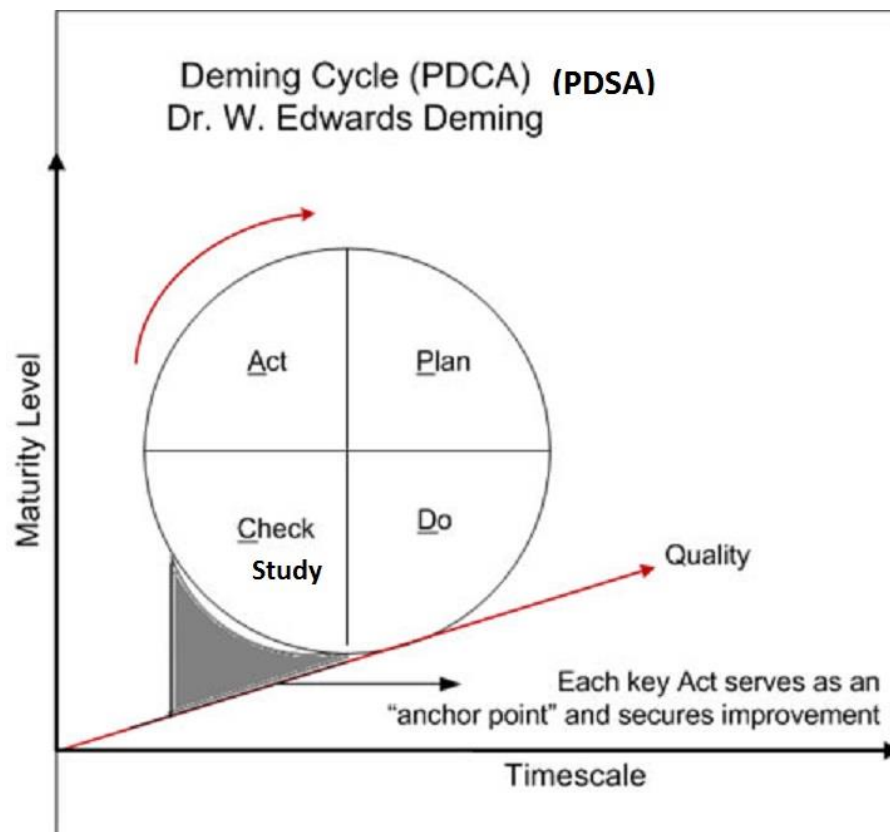 Deming Cycle (PDCA) (PDSA)
Dr. W. Edwards Deming
Maturity Level
Act
Plan
Check
Study
Do
Quality
Each key Act serves as an
“anchor point” and secures improvement
Timescale